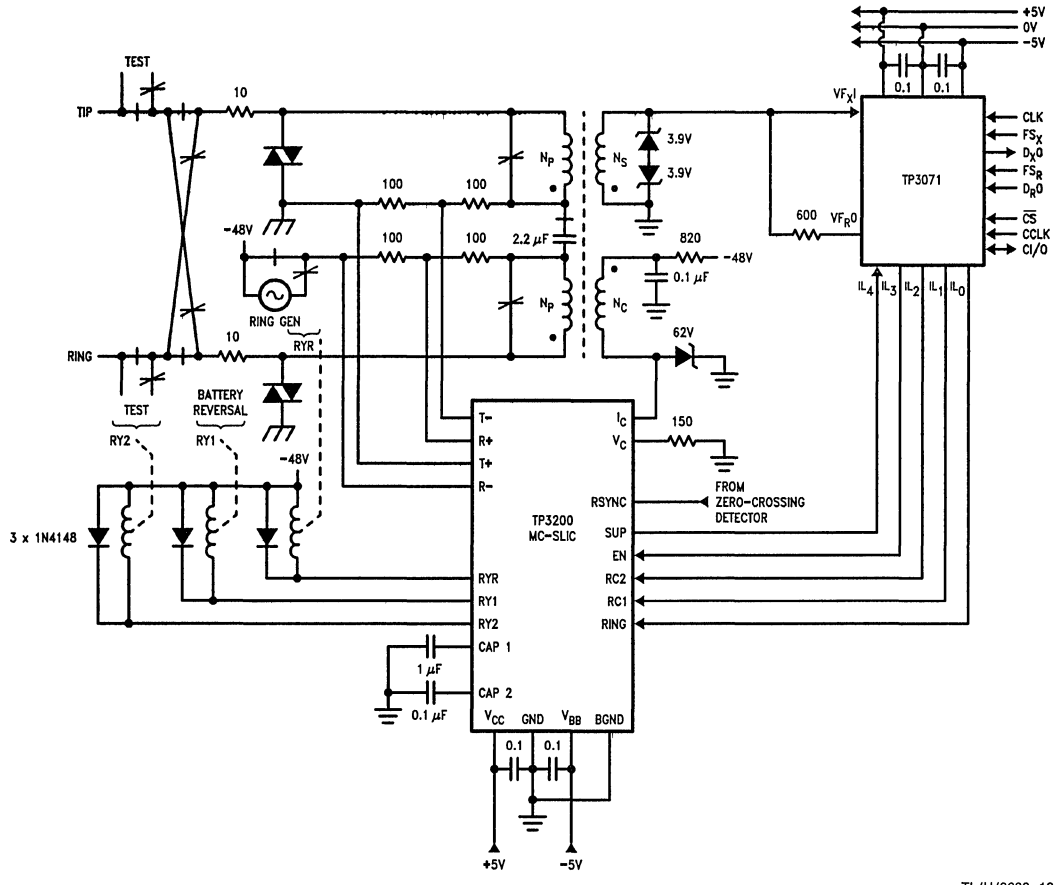 +5V
0V
-5V
0.1
0.1
TEST
TIP
10
NP
NS
3.9V
3.9V
VFXI
TP3071
CLK
FSX
DXO
FSR
DRO
CS
CCLK
CI/O
100
100
600
VFRO
-48V
2.2 μF
820
-48V
100
100
0.1 μF
IL4
IL3
IL2
IL1
IL0
RING GEN
RYR
NP
NC
RING
10
62V
TEST
RY2
BATTERY
REVERSAL
RY1
T-
IC
R+
VC
150
T+
R-
-48V
FROM
ZERO-CROSSING
DETECTOR
RSYNC
3 x 1N4148
TP3200
MC-SLIC
SUP
EN
RYR
RC2
RY1
RC1
RY2
RING
CAP 1
1 μF
CAP 2
0.1 μF
VCC
GND
VBB
BGND
0.1
0.1
+5V
-5V